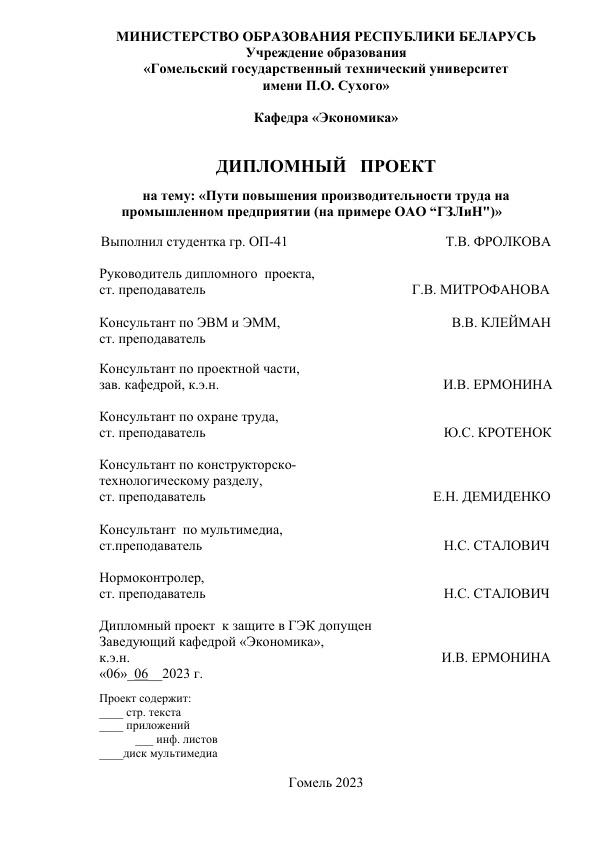 МИНИСТЕРСТВО ОБРАЗОВАНИЯ РЕСПУБЛИКИ БЕЛАРУСЬ
Учреждение образования
«Гомельский государственный технический университет
имени П.О. Сухого»
Кафедра «Экономика»
ДИПЛОМНЫЙ ПРОЕКТ
на тему: «Пути повышения производительности труда на
промышленном предприятии (на примере ОАО “ГЗЛиН")»
Выполнил студентка гр. ОП-41 Т.В. ФРОЛКОВА
Руководитель дипломного проекта,
ст. преподаватель Г.В. МИТРОФАНОВА
Консультант по ЭВМ и ЭММ, В.В. КЛЕЙМАН
ст. преподаватель
Консультант по проектной части,
зав. кафедрой, к.э.н. И.В. ЕРМОНИНА
Консультант по охране труда,
ст. преподаватель Ю.С. КРОТЕНОК
Консультант по конструкторско-
технологическому разделу,
ст. преподаватель Е.Н. ДЕМИДЕНКО
Консультант по мультимедиа,
ст.преподаватель Н.С. СТАЛОВИЧ
Нормоконтролер,
ст. преподаватель Н.С. СТАЛОВИЧ
Дипломный проект к защите в ГЭК допущен
Заведующий кафедрой «Экономика»,
к.э.н. И.В. ЕРМОНИНА
«06»_06__2023 г.
Проект содержит:
____ стр. текста
____ приложений
___ инф. листов
____диск мультимедиа
Гомель 2023